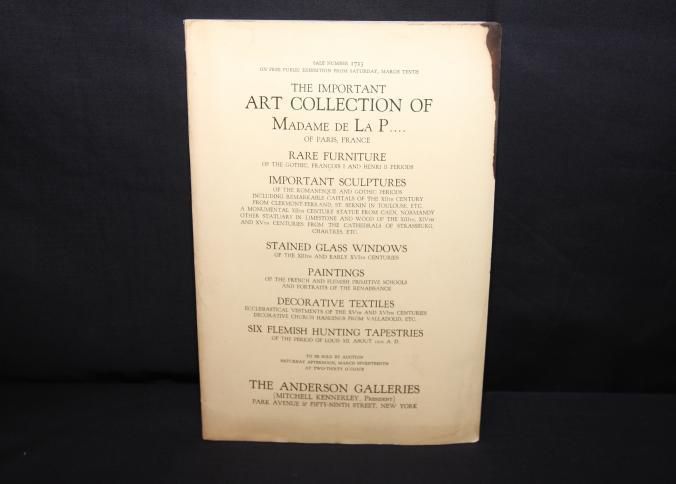 SALE NUMBER 1723
ON FREE PUBLIC EXHIBITION FROM SATURDAY, MARCH TENTH
THE IMPORTANT
ART COLLECTION OF
MADAME DE LA P....
OF PARIS, FRANCE
RARE FURNITURE
OF THE GOTHIC, FRANÇOIS I AND HENRI II PERIODS
IMPORTANT SCULPTURES
OF THE ROMANESQUE AND GOTHIC PERIODS
INCLUDING REMARKABLE CAPITALS OF THE XIITH CENTURY
FROM CLERMONT-FERRAND, ST. SERNIN IN TOULOUSE, ETC.
A MONUMENTAL XIITH CENTURY STATUE FROM CAEN, NORMANDY
OTHER STATUARY IN LIMESTONE AND WOOD OF THE XIIITH, XIVTH
AND XVTH CENTURIES FROM THE CATHEDRALS OF STRASBURG,
CHARTRES, ETC.
STAINED GLASS WINDOWS
OF THE XIIITH AND EARLY XVITH CENTURIES
PAINTINGS
OF THE FRENCH AND FLEMISH PRIMITIVE SCHOOLS
AND PORTRAITS OF THE RENAISSANCE
DECORATIVE TEXTILES
ECCLESIASTICAL VESTMENTS OF THE XVTH AND XVITH CENTURIES
DECORATIVE CHURCH HANGINGS FROM VALLADOLID, ETC.
SIX FLEMISH HUNTING TAPESTRIES
OF THE PERIOD OF LOUIS XII, ABOUT A. D.
TO BE SOLD BY AUCTION
SATURDAY AFTERNOON, MARCH SEVENTEENTH
AT TWO-THIRTY O'CLOCK
THE ANDERSON GALLERIES
[MITCHELL KENNERLEY, PRESIDENT]
PARK AVENUE & FIFTY-NINTH STREET, NEW YORK